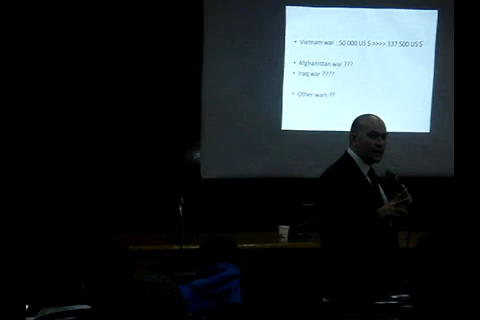 • Vietnam war : 50 000 US $ >>>> 337 500 US $
• Afghanistan war ???
• Iraq war ????
• Other wars ??